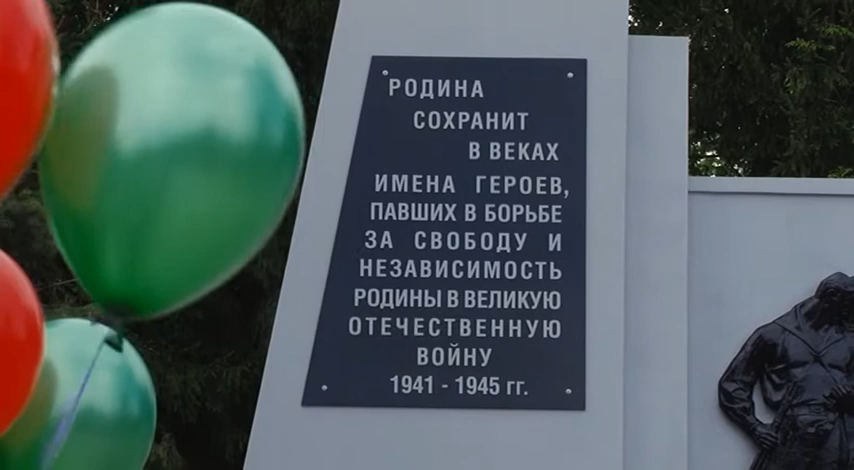 РОДИНА
СОХРАНИТ
В ВЕКАХ
ИМЕНА ГЕРОЕВ,
ПАВШИХ В БОРЬБЕ
ЗА СВОБОДУ И
НЕЗАВИСИМОСТЬ
РОДИНЫ В ВЕЛИКУЮ
ОТЕЧЕСТВЕННУЮ
ВОЙНУ
1941 - 1945 гг.